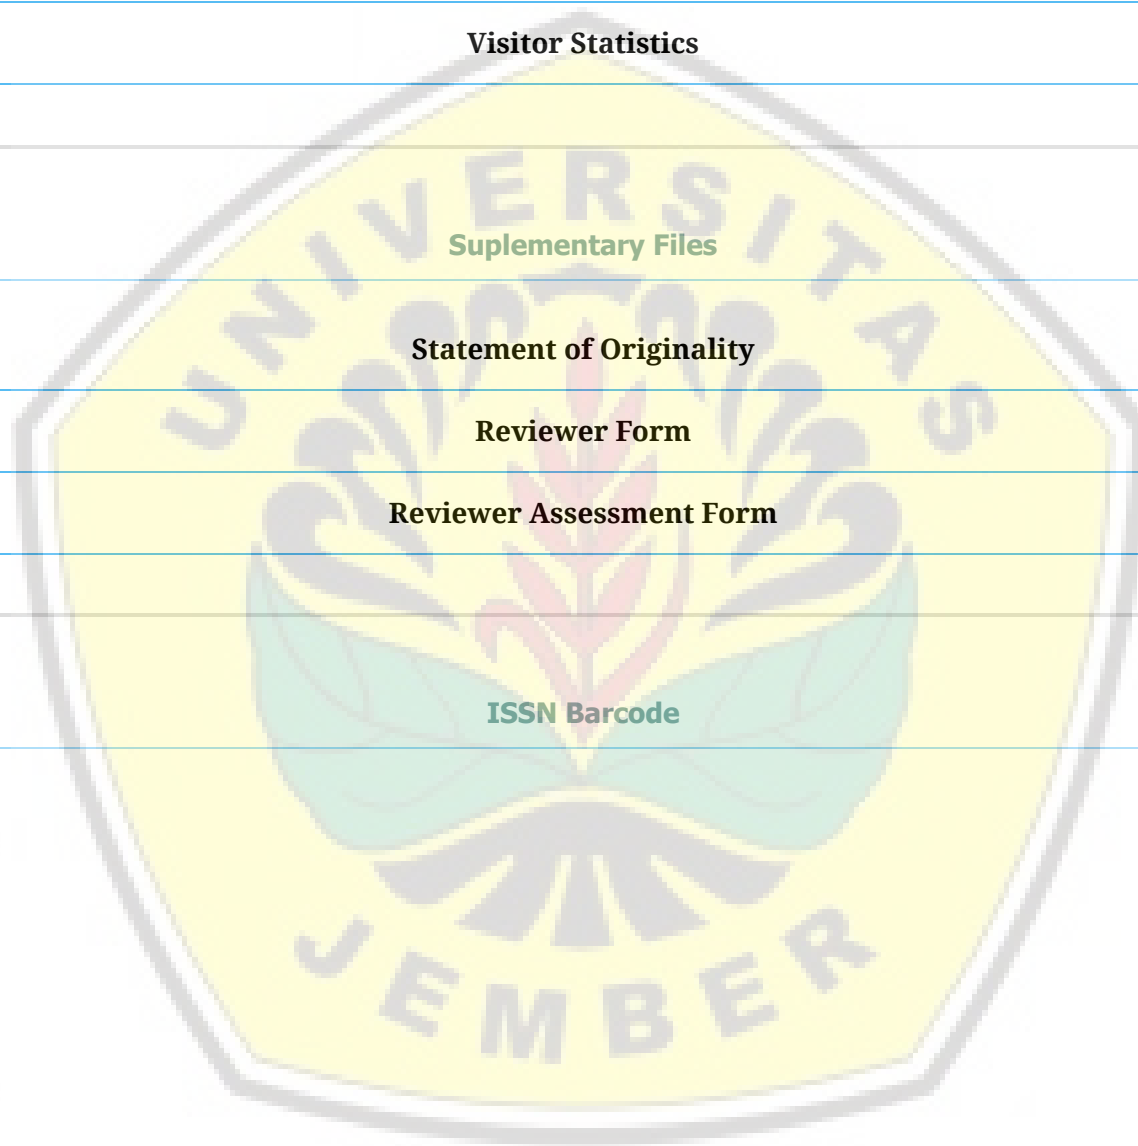 Visitor Statistics
UNIVERSITAS
Suplementary Files
Statement of Originality
Reviewer Form
Reviewer Assessment Form
ISSN Barcode
JEMBER